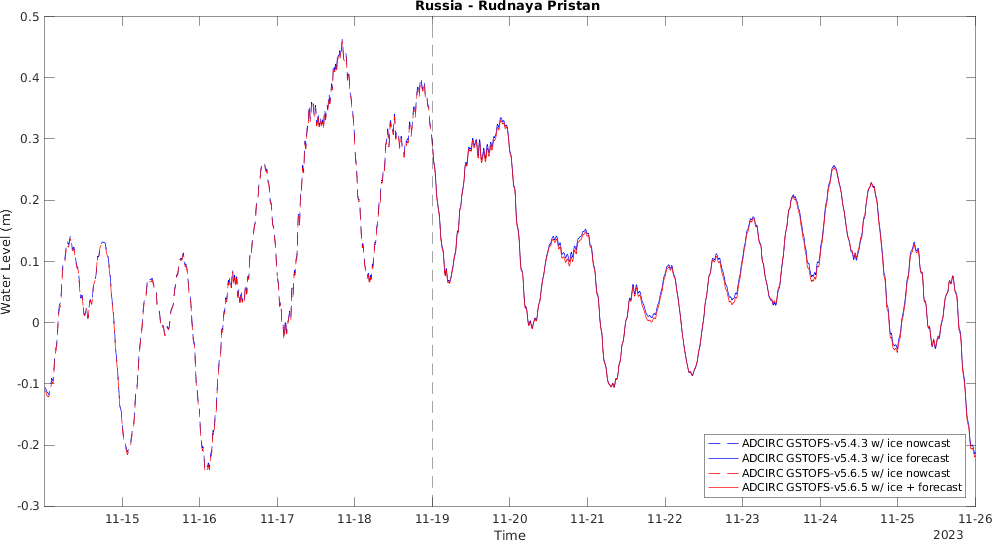 Russia - Rudnaya Pristan
0.5
0.4
0.3
0.2
0.1
0
-0.1
-0.2
-0.3
Water Level (m)
ADCIRC GSTOFS-v5.4.3 w/ ice nowcast
ADCIRC GSTOFS-v5.4.3 w/ ice forecast
ADCIRC GSTOFS-v5.6.5 w/ ice nowcast
ADCIRC GSTOFS-v5.6.5 w/ ice + forecast
11-15 11-16 11-17 11-18 11-19 11-20 11-21 11-22 11-23 11-24 11-25 11-26
Time
2023